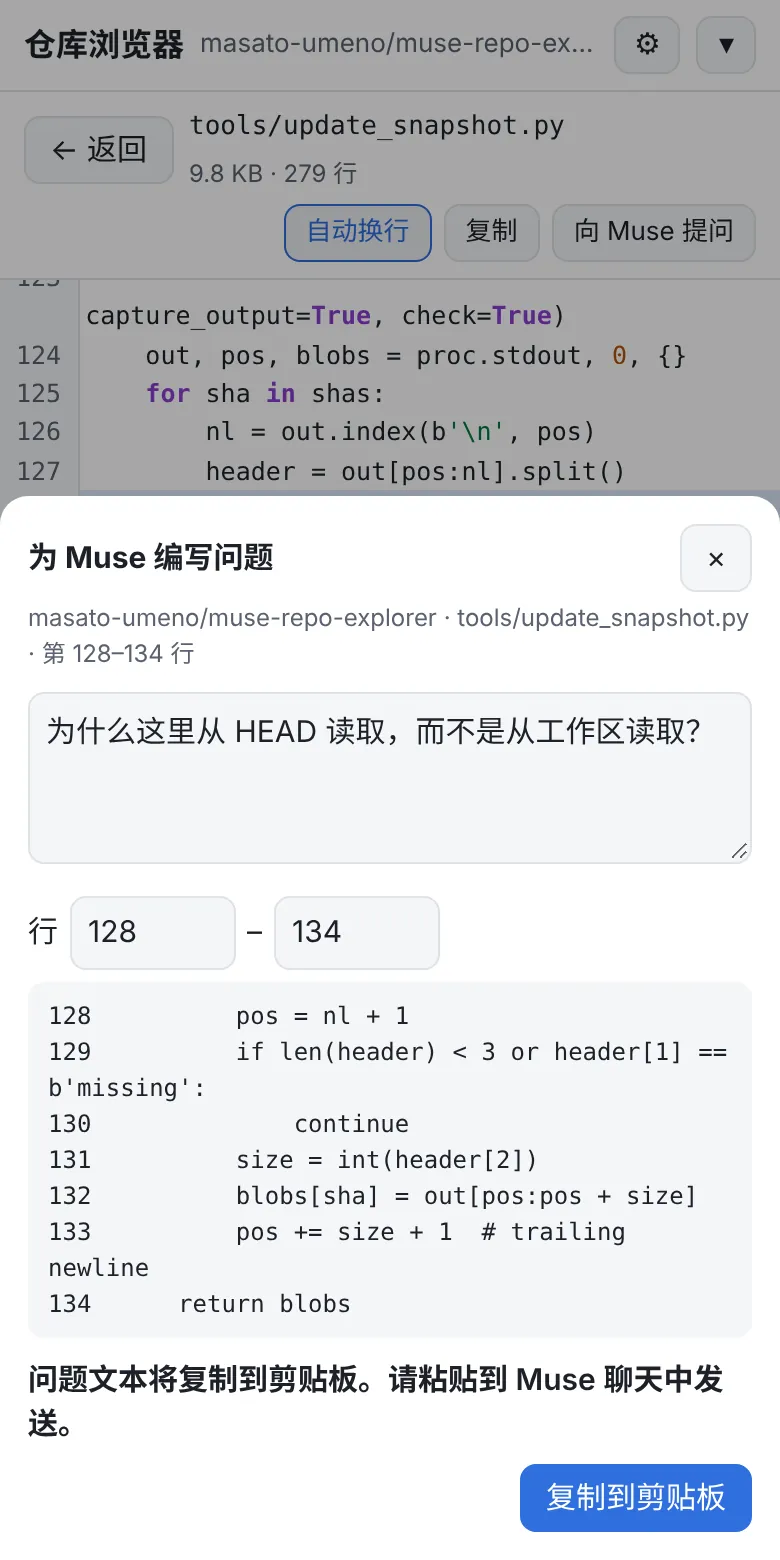 仓库浏览器 masato-umeno/muse-repo-ex... ⚙ ▼
← 返回 tools/update_snapshot.py
9.8 KB · 279 行
自动换行 复制 向 Muse 提问
123
capture_output=True, check=True)
124     out, pos, blobs = proc.stdout, 0, {}
125     for sha in shas:
126         nl = out.index(b'\n', pos)
127         header = out[pos:nl].split()
为 Muse 编写问题 ×
masato-umeno/muse-repo-explorer · tools/update_snapshot.py
· 第 128–134 行
为什么这里从 HEAD 读取，而不是从工作区读取？
行 128 – 134
128          pos = nl + 1
129          if len(header) < 3 or header[1] ==
b'missing':
130              continue
131          size = int(header[2])
132          blobs[sha] = out[pos:pos + size]
133          pos += size + 1  # trailing
newline
134      return blobs
问题文本将复制到剪贴板。请粘贴到 Muse 聊天中发
送。
复制到剪贴板